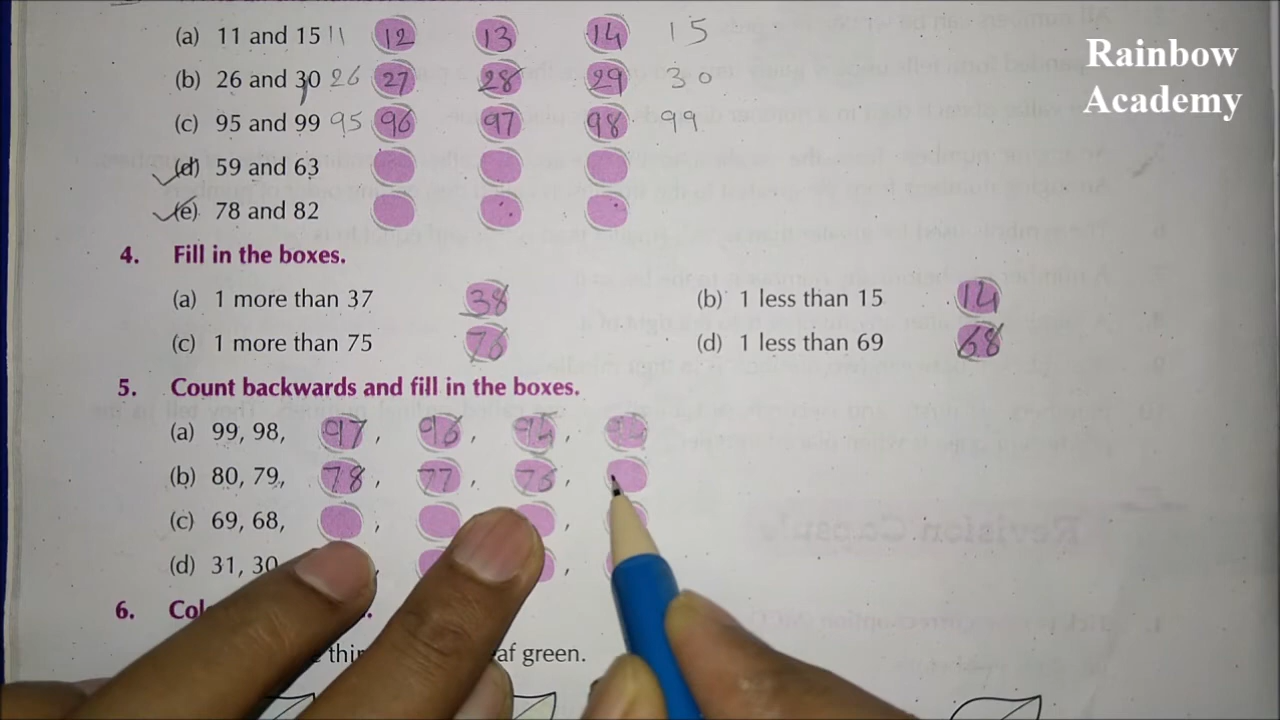 (a) 11 and 15 11 12 13 14 15
(b) 26 and 30 26 27 28 29 30
(c) 95 and 99 95 96 97 98 99
(d) 59 and 63
(e) 78 and 82
4. Fill in the boxes.
(a) 1 more than 37 38 (b) 1 less than 15 14
(c) 1 more than 75 76 (d) 1 less than 69 68
5. Count backwards and fill in the boxes.
(a) 99, 98, 97, 96,
(b) 80, 79, 78, 77, 76,
(c) 69, 68,
(d) 31, 30
6.
green.
Rainbow
Academy